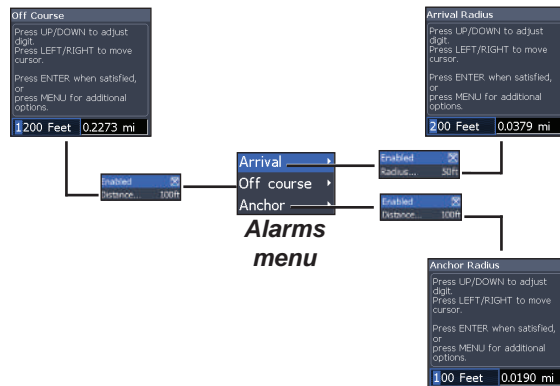 Off Course
Press UP/DOWN to adjust
digit.
Press LEFT/RIGHT to move
cursor.
Press ENTER when satisfied,
or
press MENU for additional
options.
1200 Feet 0.2273 mi
Arrival Radius
Press UP/DOWN to adjust
digit.
Press LEFT/RIGHT to move
cursor.
Press ENTER when satisfied,
or
press MENU for additional
options.
200 Feet 0.0379 mi
Enabled
Distance... 100ft
Arrival
Off course
Anchor
Alarms
menu
Enabled
Radius... 50ft
Enabled
Distance... 100ft
Anchor Radius
Press UP/DOWN to adjust
digit.
Press LEFT/RIGHT to move
cursor.
Press ENTER when satisfied,
or
press MENU for additional
options.
100 Feet 0.0190 mi